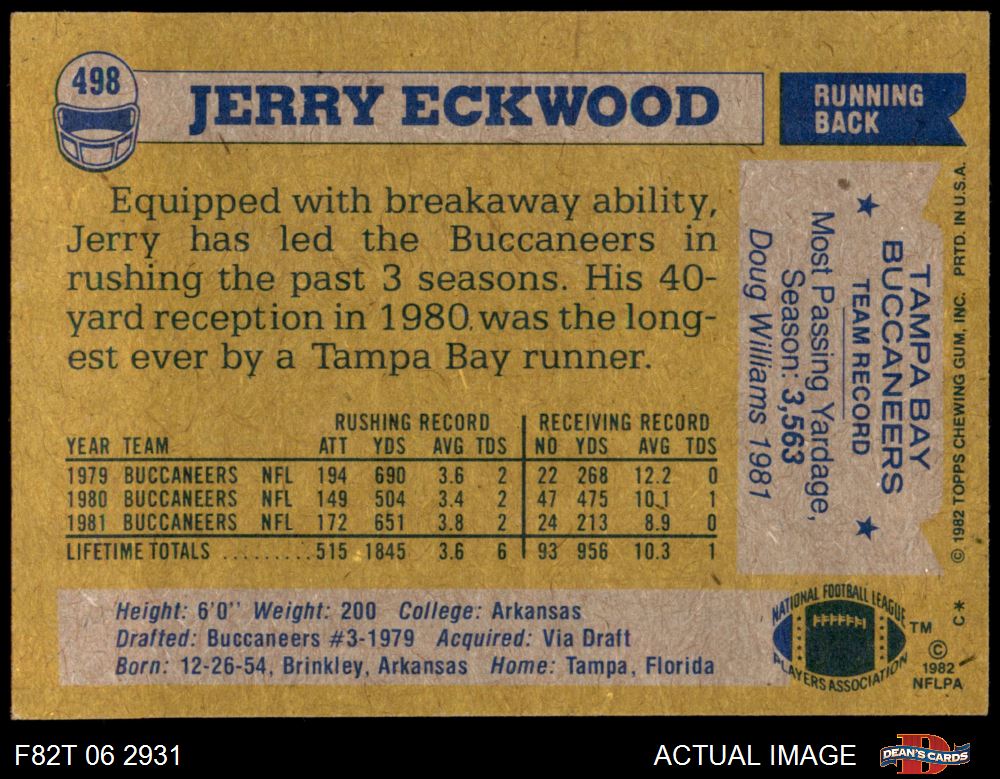 498
JERRY ECKWOOD
RUNNING
BACK
Equipped with breakaway ability,
Jerry has led the Buccaneers in
rushing the past 3 seasons. His 40-
yard reception in 1980 was the long-
est ever by a Tampa Bay runner.
RUSHING RECORD RECEIVING RECORD
YEAR TEAM ATT YDS AVG TDS NO YDS AVG TDS
1979 BUCCANEERS NFL 194 690 3.6 2 22 268 12.2 0
1980 BUCCANEERS NFL 149 504 3.4 2 47 475 10.1 1
1981 BUCCANEERS NFL 172 651 3.8 2 24 213 8.9 0
LIFETIME TOTALS ......... 515 1845 3.6 6 93 956 10.3 1
Height: 6'0" Weight: 200 College: Arkansas
Drafted: Buccaneers #3-1979 Acquired: Via Draft
Born: 12-26-54, Brinkley, Arkansas Home: Tampa, Florida
TAMPA BAY
BUCCANEERS
TEAM RECORD
Most Passing Yardage,
Season: 3,563
Doug Williams 1981
© 1982 TOPPS CHEWING GUM, INC. PRTD. IN U.S.A.
C*
NATIONAL FOOTBALL LEAGUE
PLAYERS ASSOCIATION
TM
©
1982
NFLPA
F82T 06 2931
ACTUAL IMAGE
DEAN'S CARDS